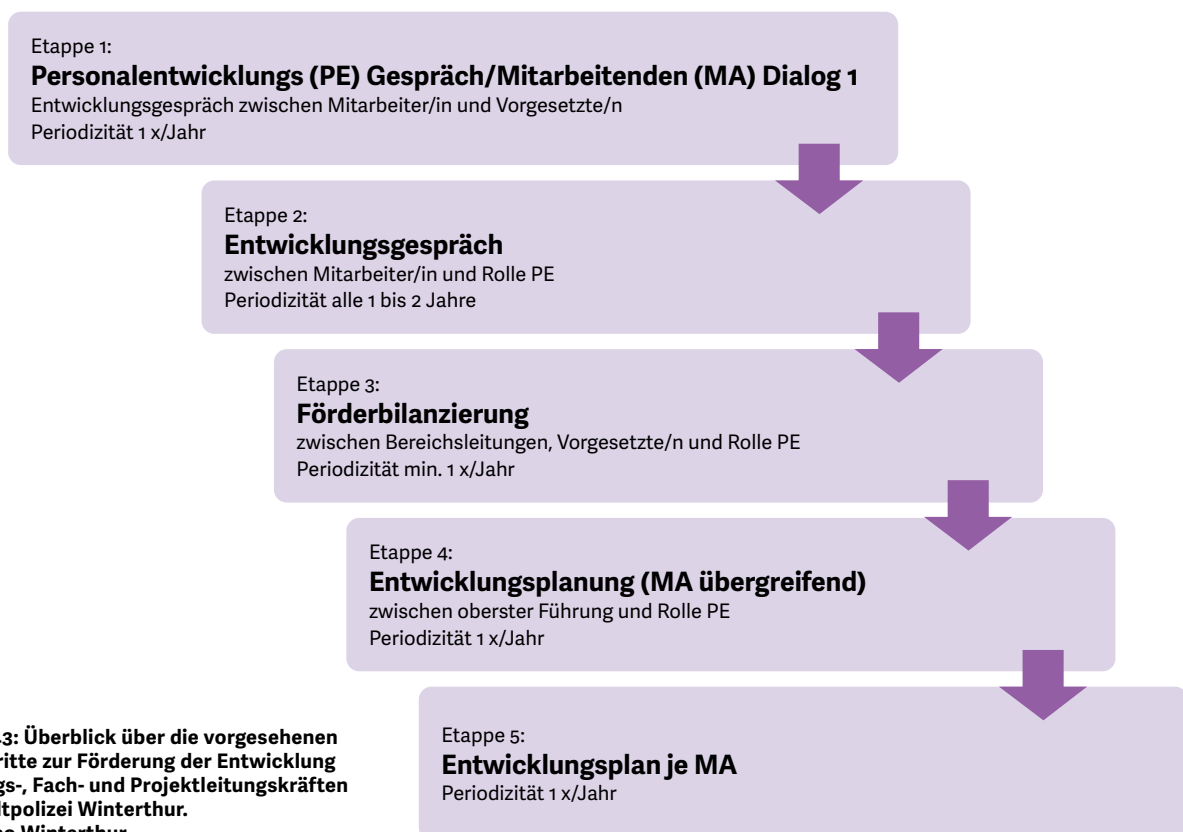 Etappe 1:
Personalentwicklungs (PE) Gespräch/Mitarbeitenden (MA) Dialog 1
Entwicklungsgespräch zwischen Mitarbeiter/in und Vorgesetzte/n
Periodizität 1 x/Jahr
Etappe 2:
Entwicklungsgespräch
zwischen Mitarbeiter/in und Rolle PE
Periodizität alle 1 bis 2 Jahre
Etappe 3:
Förderbilanzierung
zwischen Bereichsleitungen, Vorgesetzte/n und Rolle PE
Periodizität min. 1 x/Jahr
Etappe 4:
Entwicklungsplanung (MA übergreifend)
zwischen oberster Führung und Rolle PE
Periodizität 1 x/Jahr
Etappe 5:
Entwicklungsplan je MA
Periodizität 1 x/Jahr
3: Überblick über die vorgesehenen
ritte zur Förderung der Entwicklung
s-, Fach- und Projektleitungskräften
tpolizei Winterthur.
Winterthur